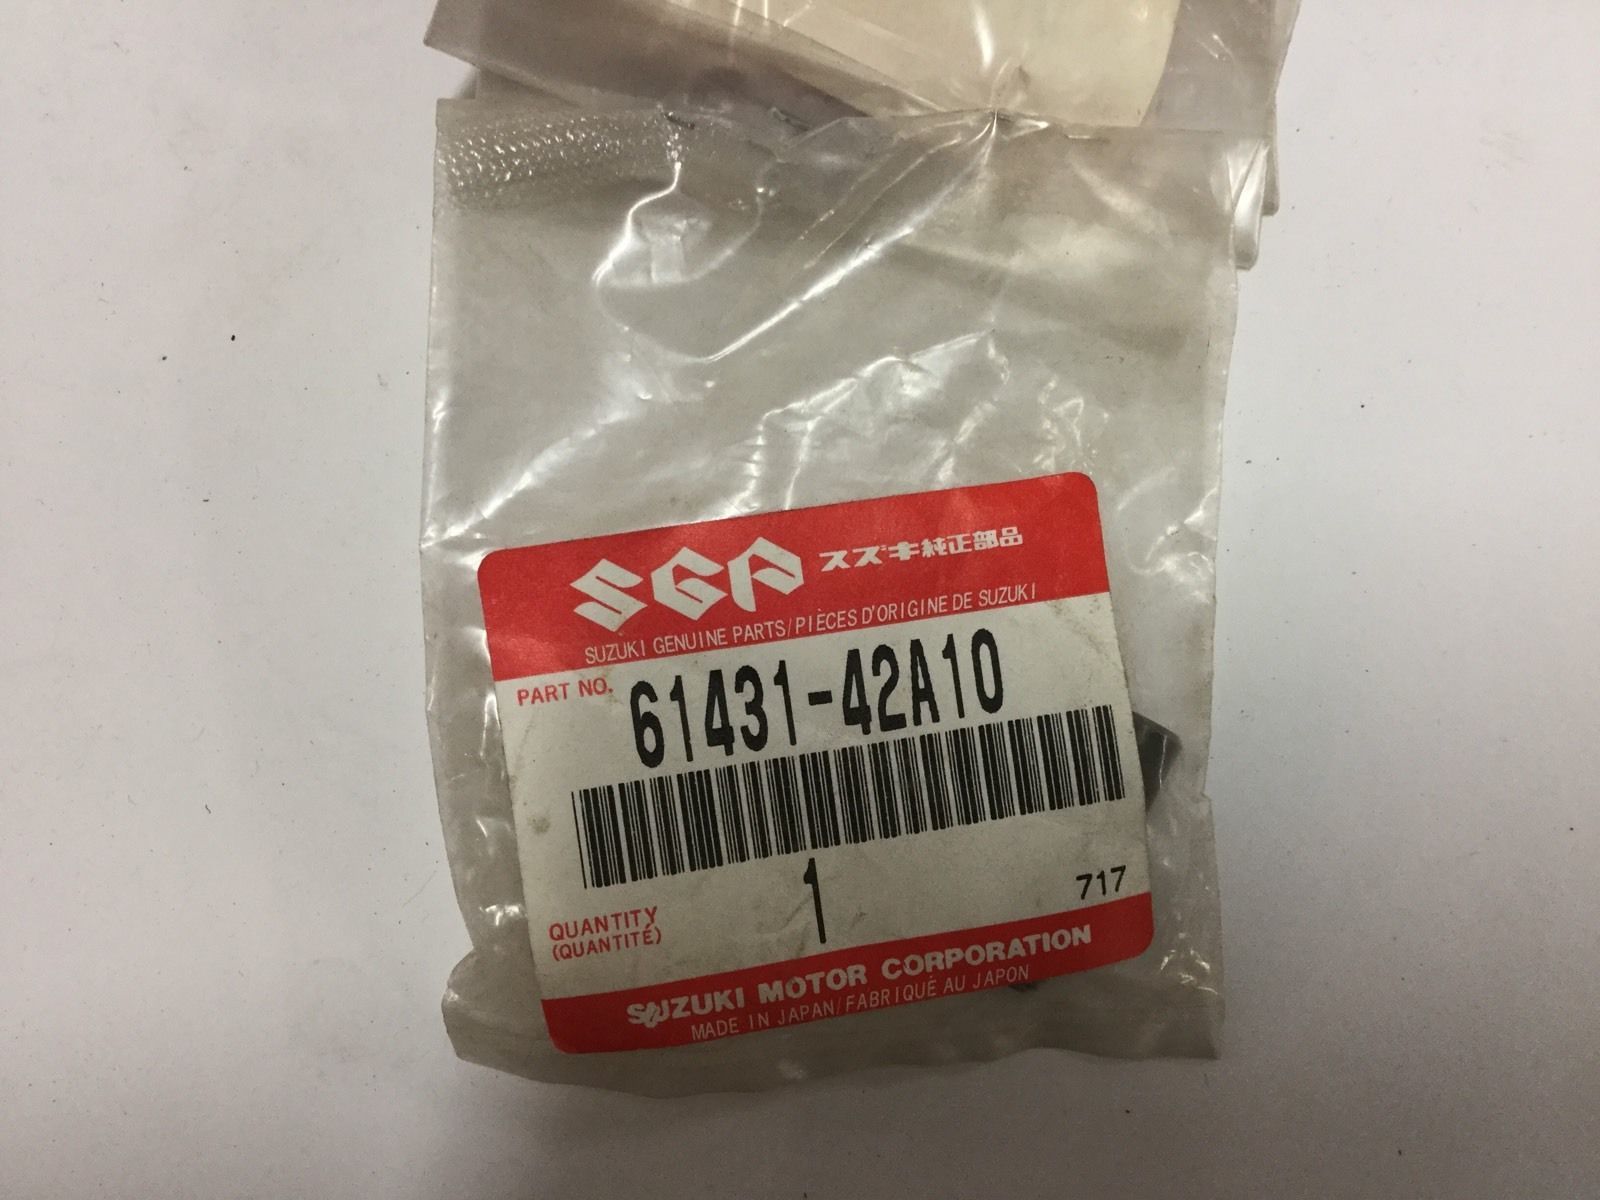 SGP スズキ純正部品
SUZUKI GENUINE PARTS/PIÈCES D'ORIGINE DE SUZUKI
PART NO. 61431-42A10
1
717
QUANTITY
(QUANTITÉ)
SUZUKI MOTOR CORPORATION
MADE IN JAPAN/FABRIQUÉ AU JAPON